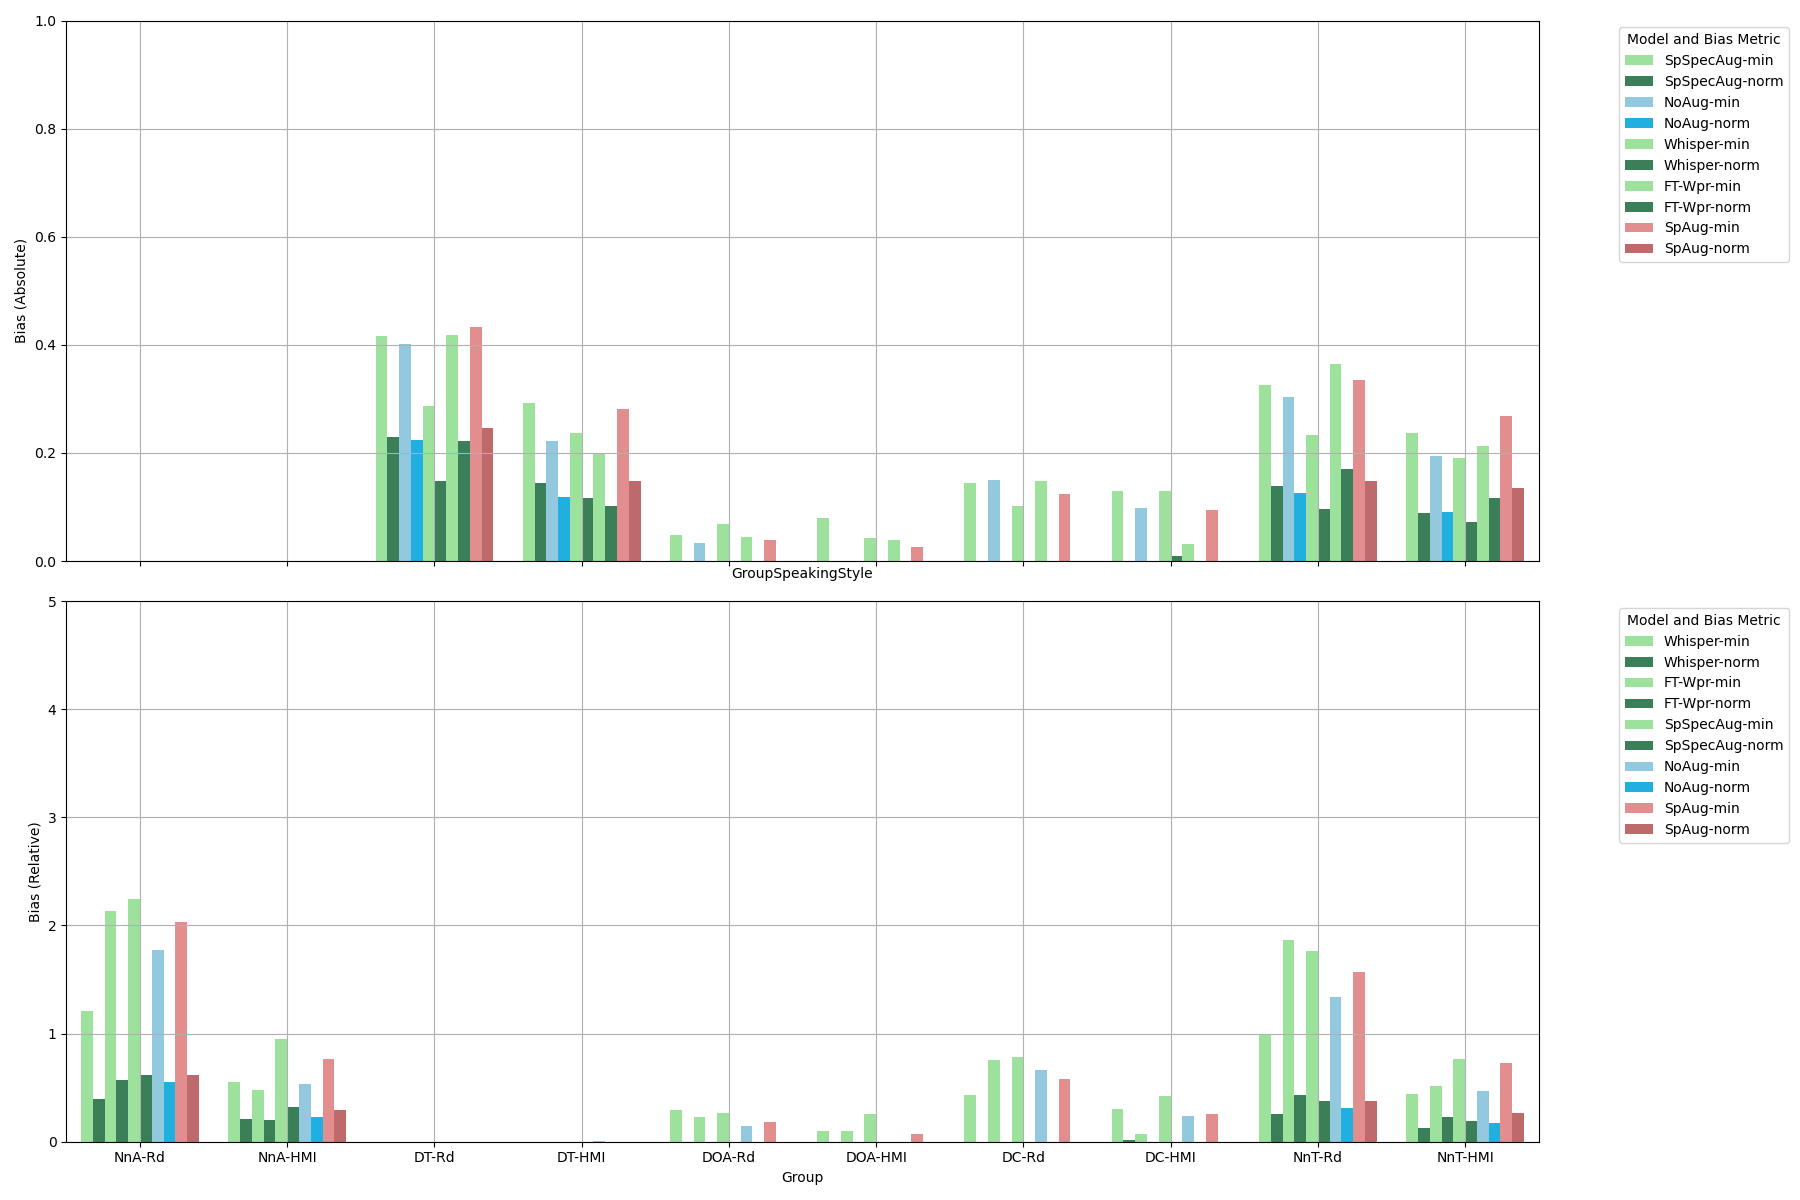 1.0
0.8
0.6
0.4
0.2
0.0
Bias (Absolute)
GroupSpeakingStyle
Model and Bias Metric
SpSpecAug-min
SpSpecAug-norm
NoAug-min
NoAug-norm
Whisper-min
Whisper-norm
FT-Wpr-min
FT-Wpr-norm
SpAug-min
SpAug-norm
5
4
3
2
1
0
Bias (Relative)
NnA-Rd
NnA-HMI
DT-Rd
DT-HMI
DOA-Rd
DOA-HMI
DC-Rd
DC-HMI
NnT-Rd
NnT-HMI
Group
Model and Bias Metric
Whisper-min
Whisper-norm
FT-Wpr-min
FT-Wpr-norm
SpSpecAug-min
SpSpecAug-norm
NoAug-min
NoAug-norm
SpAug-min
SpAug-norm